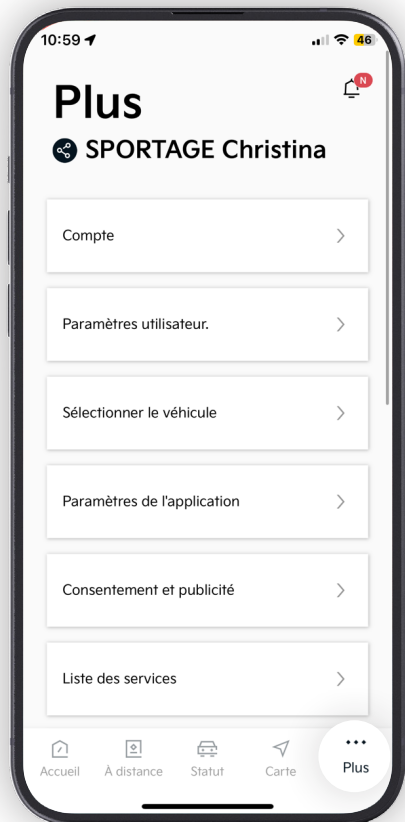 10:59
46
N
Plus
SPORTAGE Christina
Compte
Paramètres utilisateur.
Sélectionner le véhicule
Paramètres de l'application
Consentement et publicité
Liste des services
Accueil À distance Statut Carte Plus